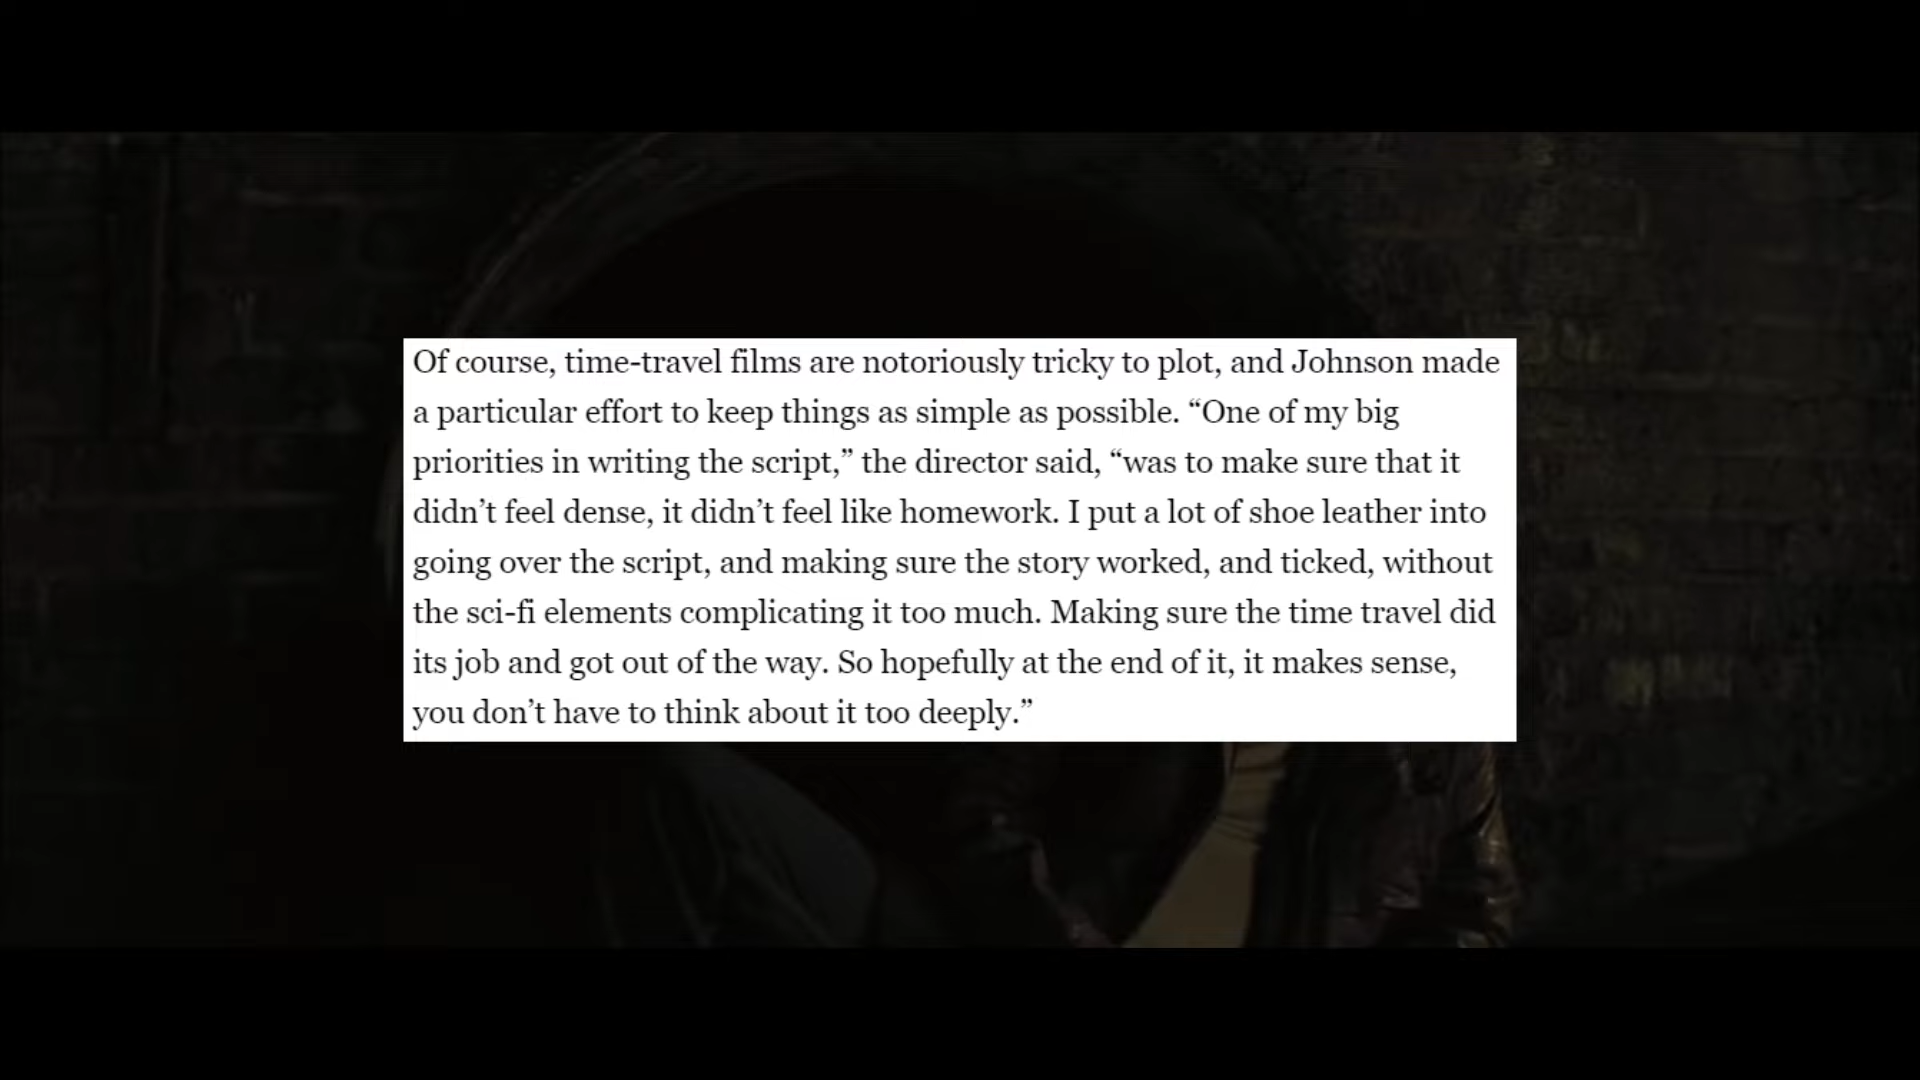 Of course, time-travel films are notoriously tricky to plot, and Johnson made
a particular effort to keep things as simple as possible. “One of my big
priorities in writing the script,” the director said, “was to make sure that it
didn’t feel dense, it didn’t feel like homework. I put a lot of shoe leather into
going over the script, and making sure the story worked, and ticked, without
the sci-fi elements complicating it too much. Making sure the time travel did
its job and got out of the way. So hopefully at the end of it, it makes sense,
you don’t have to think about it too deeply.”